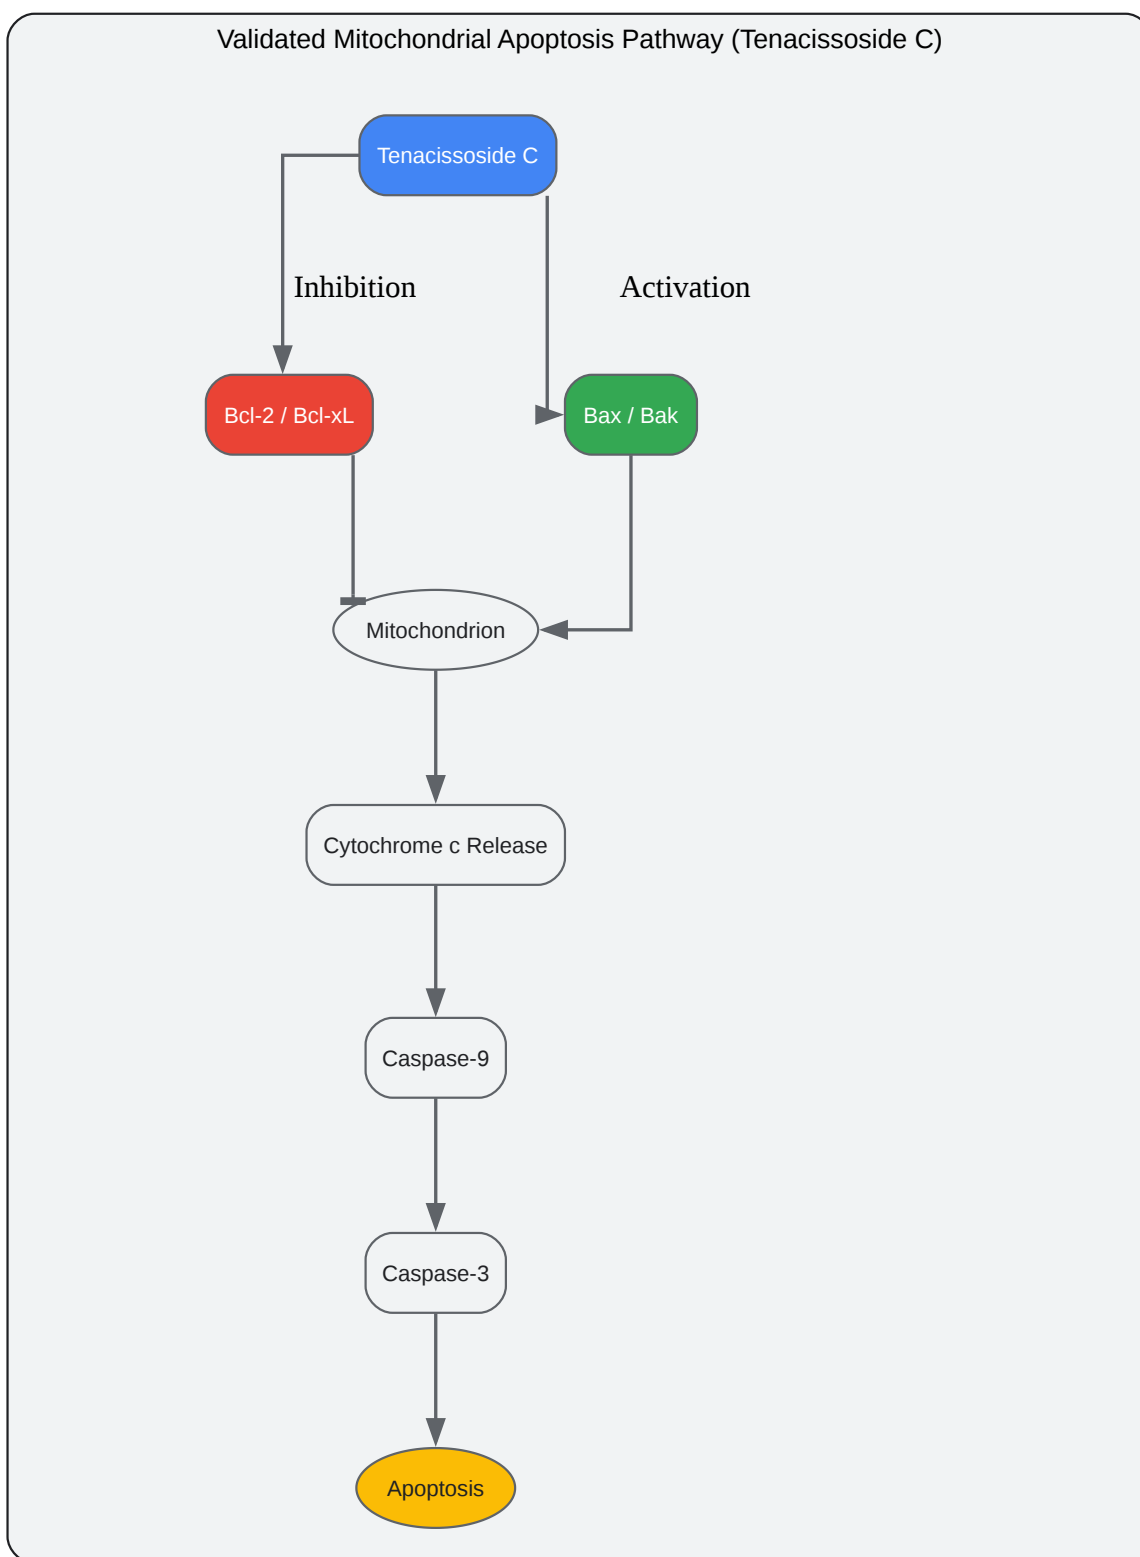 Validated Mitochondrial Apoptosis Pathway (Tenacissoside C)
Tenacissoside C
Inhibition
Activation
Bcl-2 / Bcl-xL
Bax / Bak
Mitochondrion
Cytochrome c Release
Caspase-9
Caspase-3
Apoptosis